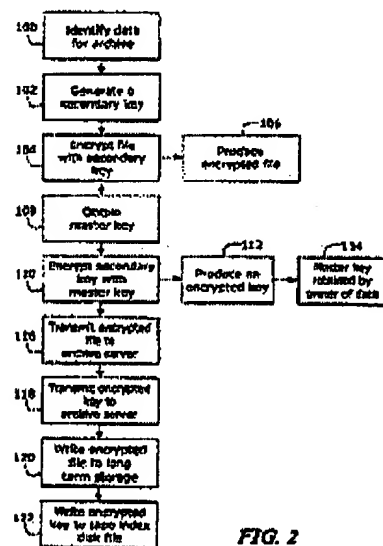 100
Identify data
for archive
102
Generate a
secondary key
104
Encrypt file
with secondary
key
106
Produce
encrypted file
108
Obtain
master key
110
Encrypt secondary
key with
master key
112
Produce an
encrypted key
114
Master key
retained by
owner of data
116
Transmit encrypted
file to
archive server
118
Transmit encrypted
key to
archive server
120
Write encrypted
file to long
term storage
122
Write encrypted
key to tape index
disk file
FIG. 2